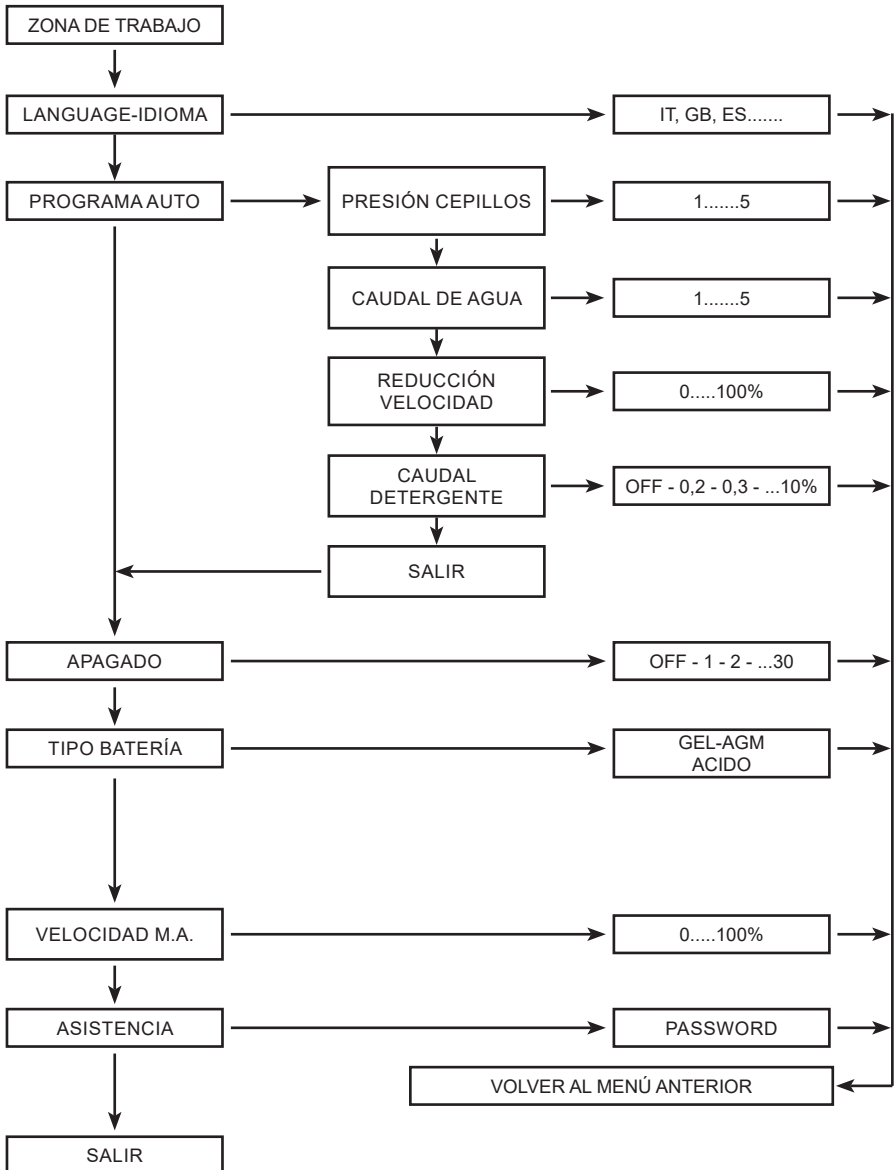 ZONA DE TRABAJO
LANGUAGE-IDIOMA
IT, GB, ES.......
PROGRAMA AUTO
PRESIÓN CEPILLOS
1.......5
CAUDAL DE AGUA
1.......5
REDUCCIÓN
VELOCIDAD
0.....100%
CAUDAL
DETERGENTE
OFF - 0,2 - 0,3 - ...10%
SALIR
APAGADO
OFF - 1 - 2 - ...30
TIPO BATERÍA
GEL-AGM
ACIDO
VELOCIDAD M.A.
0.....100%
ASISTENCIA
PASSWORD
VOLVER AL MENÚ ANTERIOR
SALIR